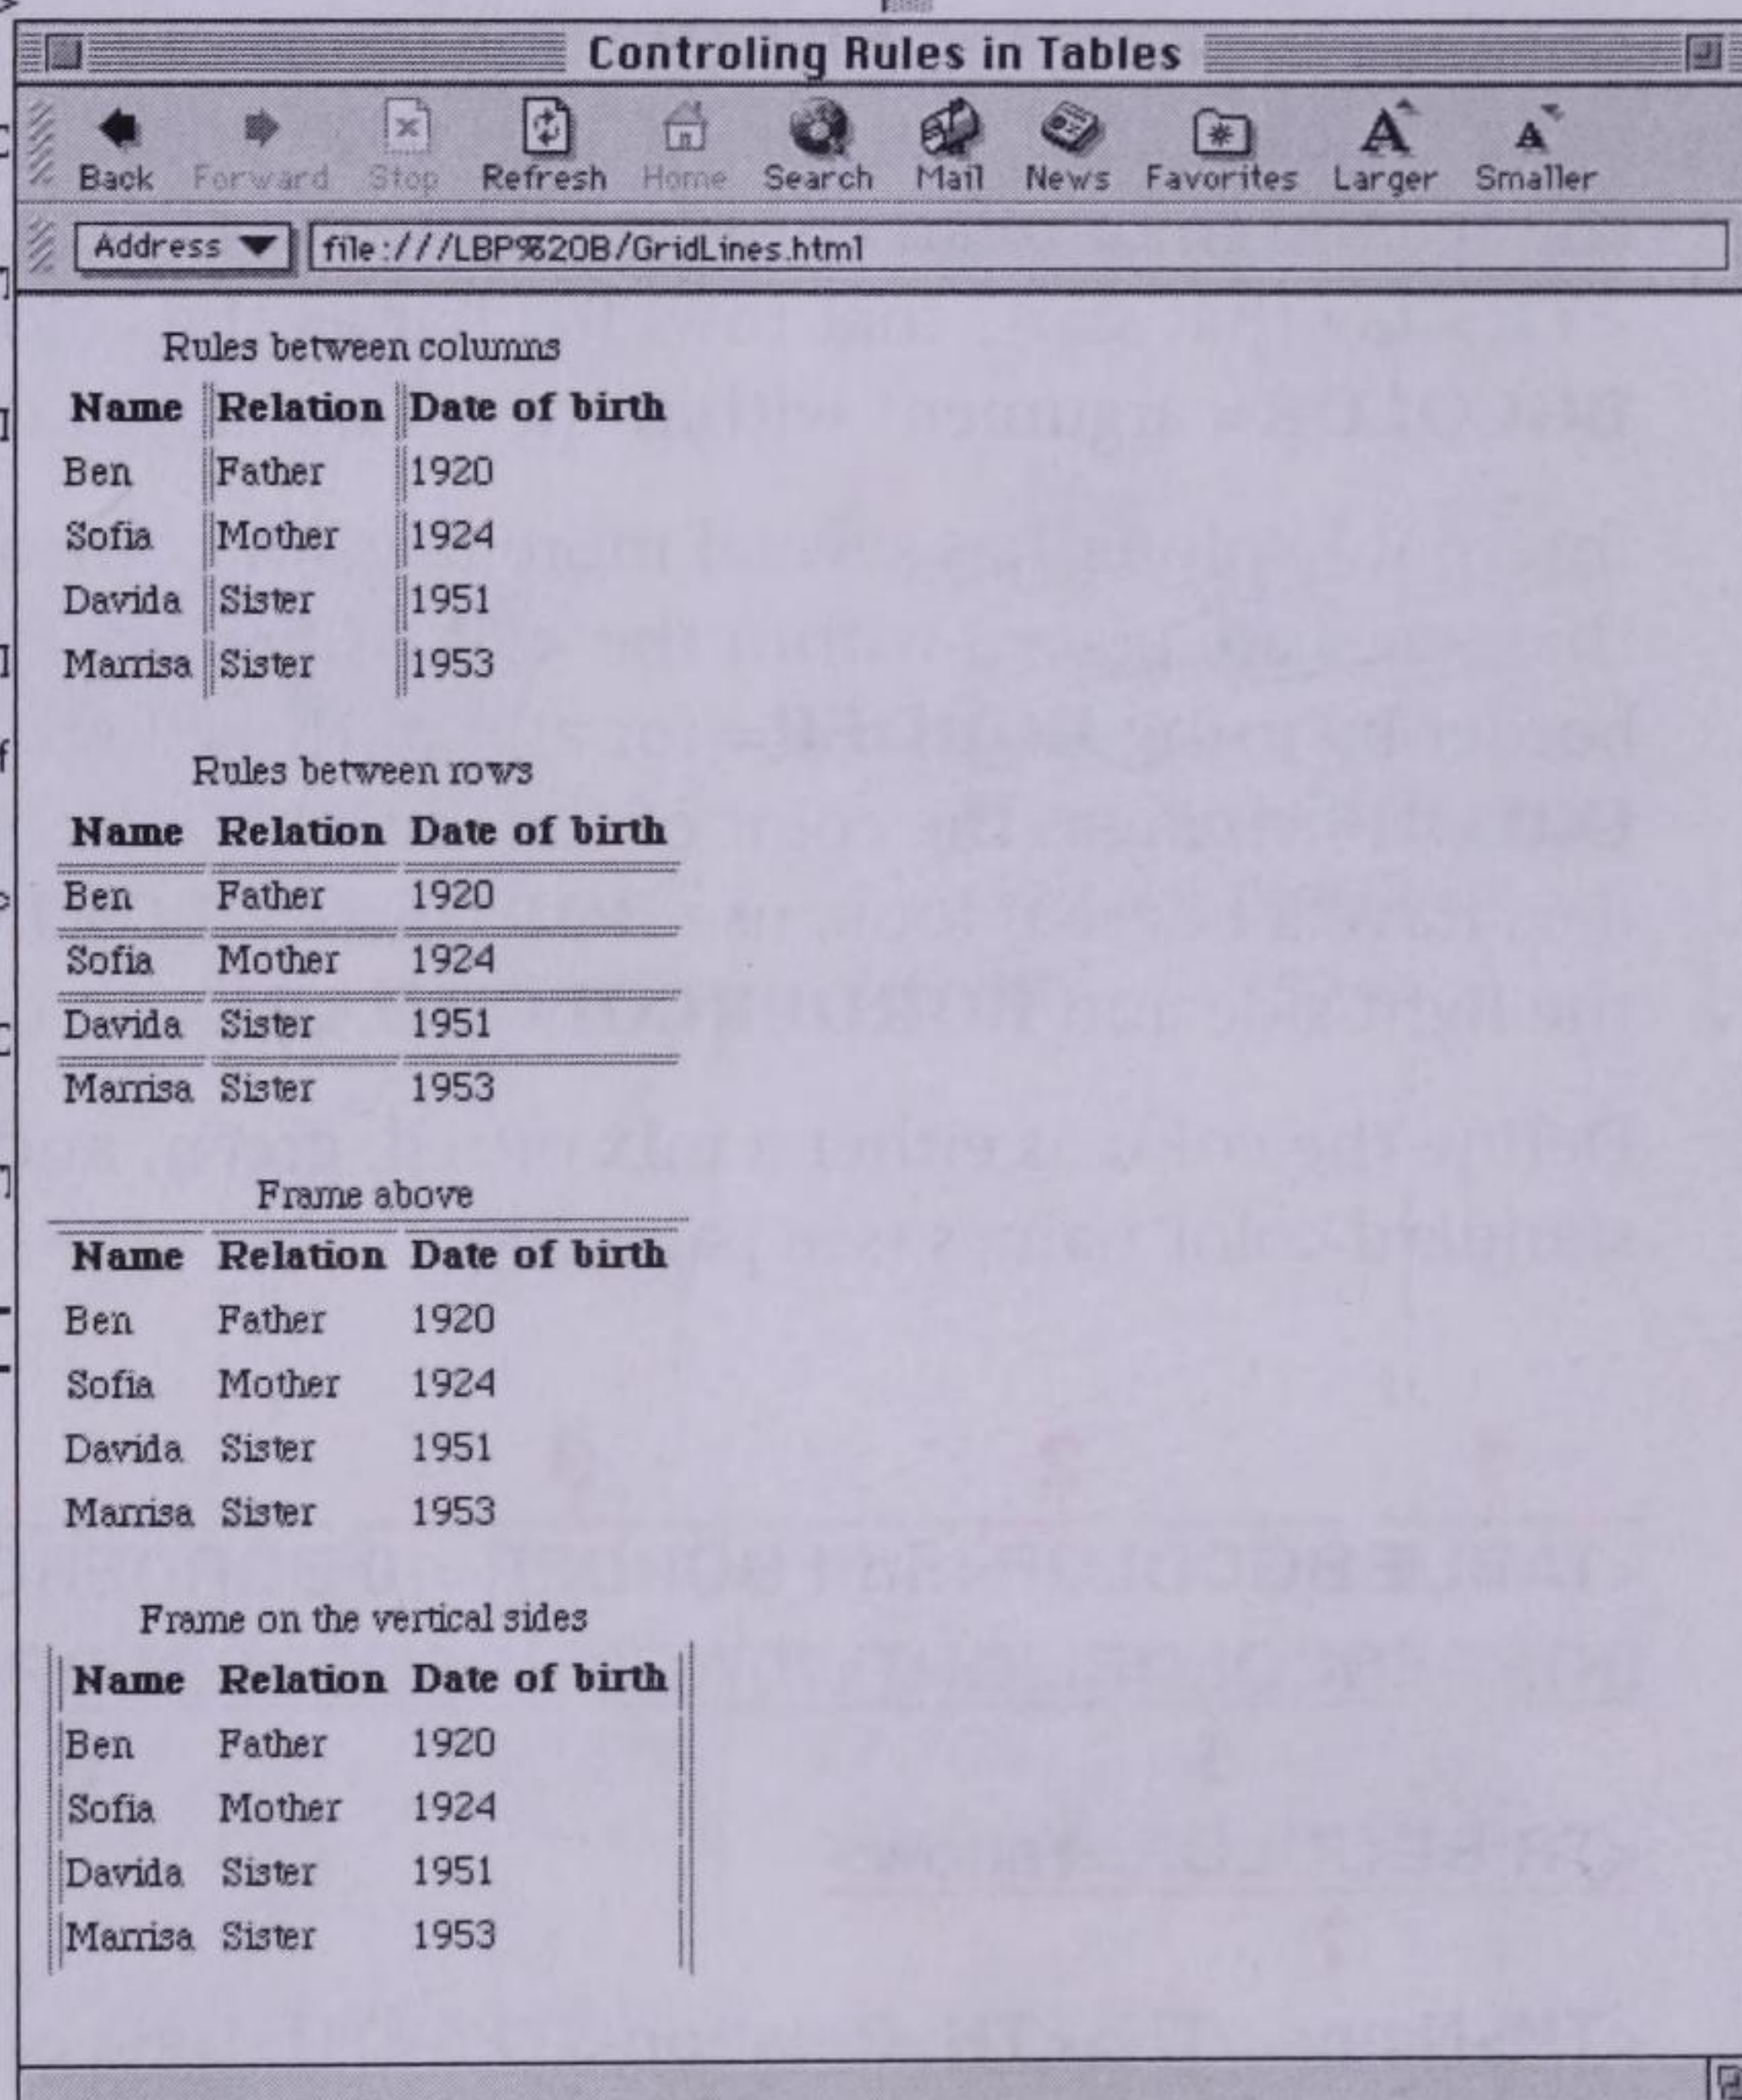 Controling Rules in Tables
Back Forward Stop Refresh Home Search Mail News Favorites Larger Smaller
Address file:///LBP%20B/GridLines.html
Rules between columns
Name Relation Date of birth
Ben Father 1920
Sofia Mother 1924
Davida Sister 1951
Marrisa Sister 1953
Rules between rows
Name Relation Date of birth
Ben Father 1920
Sofia Mother 1924
Davida Sister 1951
Marrisa Sister 1953
Frame above
Name Relation Date of birth
Ben Father 1920
Sofia Mother 1924
Davida Sister 1951
Marrisa Sister 1953
Frame on the vertical sides
Name Relation Date of birth
Ben Father 1920
Sofia Mother 1924
Davida Sister 1951
Marrisa Sister 1953